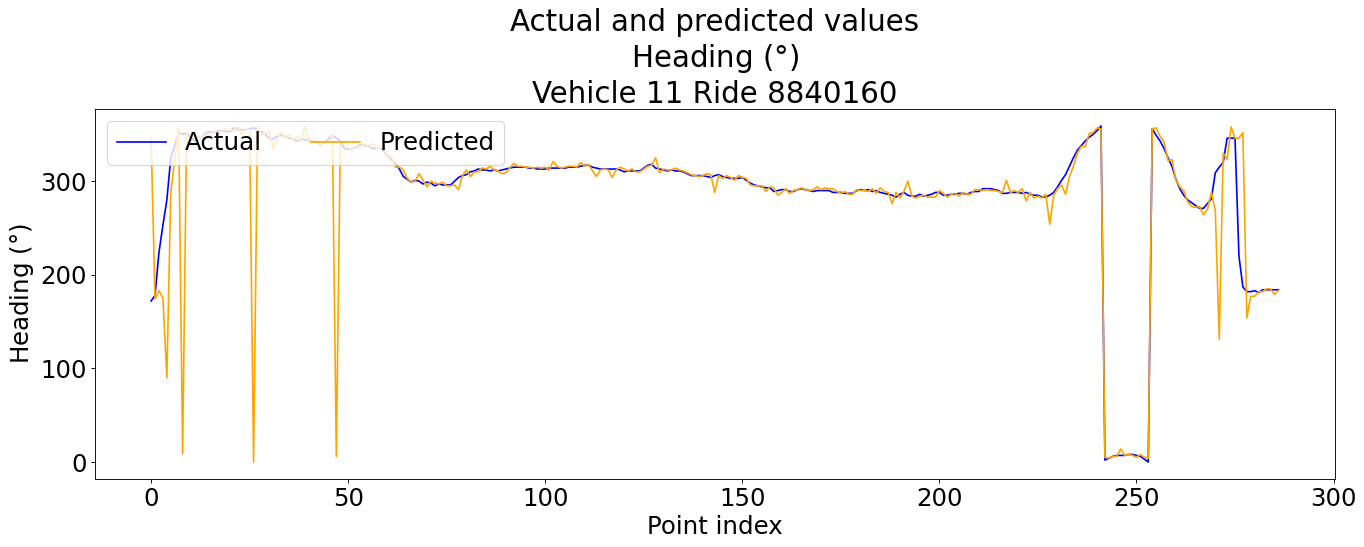 Actual and predicted values
Heading (°)
Vehicle 11 Ride 8840160
Actual Predicted
Heading (°)
300
200
100
0
0 50 100 150 200 250 300
Point index